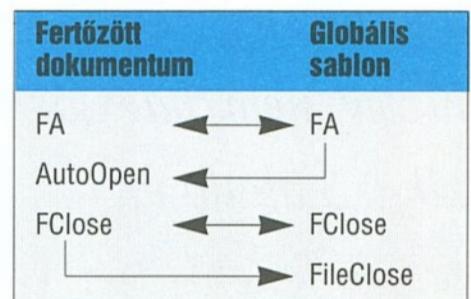 Fertőzött dokumentum
Globális sablon
FA FA
AutoOpen
FClose FClose
FileClose